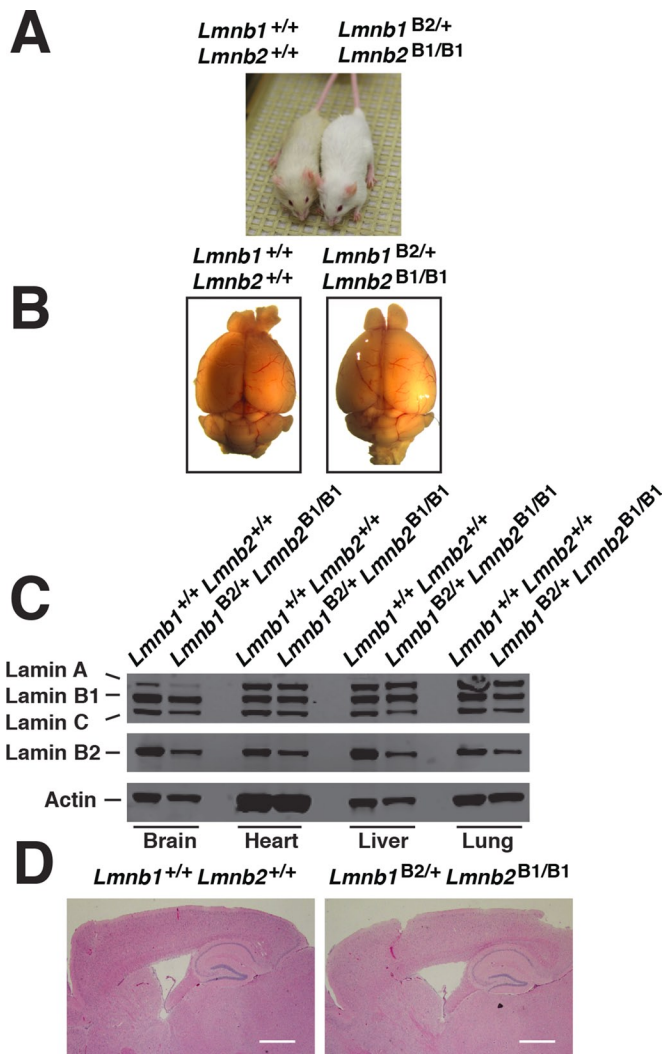 A
Lmnb1+/+ Lmnb1B2/+
Lmnb2+/+ Lmnb2B1/B1
Lmnb1+/+ Lmnb1B2/+
Lmnb2+/+ Lmnb2B1/B1
B
C
Lmnb1+/+ Lmnb2+/+
Lmnb1B2/+ Lmnb2B1/B1
Lmnb1+/+ Lmnb2+/+
Lmnb1B2/+ Lmnb2B1/B1
Lmnb1+/+ Lmnb2+/+
Lmnb1B2/+ Lmnb2B1/B1
Lmnb1+/+ Lmnb2+/+
Lmnb1B2/+ Lmnb2B1/B1
Lamin A
Lamin B1
Lamin C
Lamin B2
Actin
Brain Heart Liver Lung
D
Lmnb1+/+ Lmnb2+/+ Lmnb1B2/+ Lmnb2B1/B1